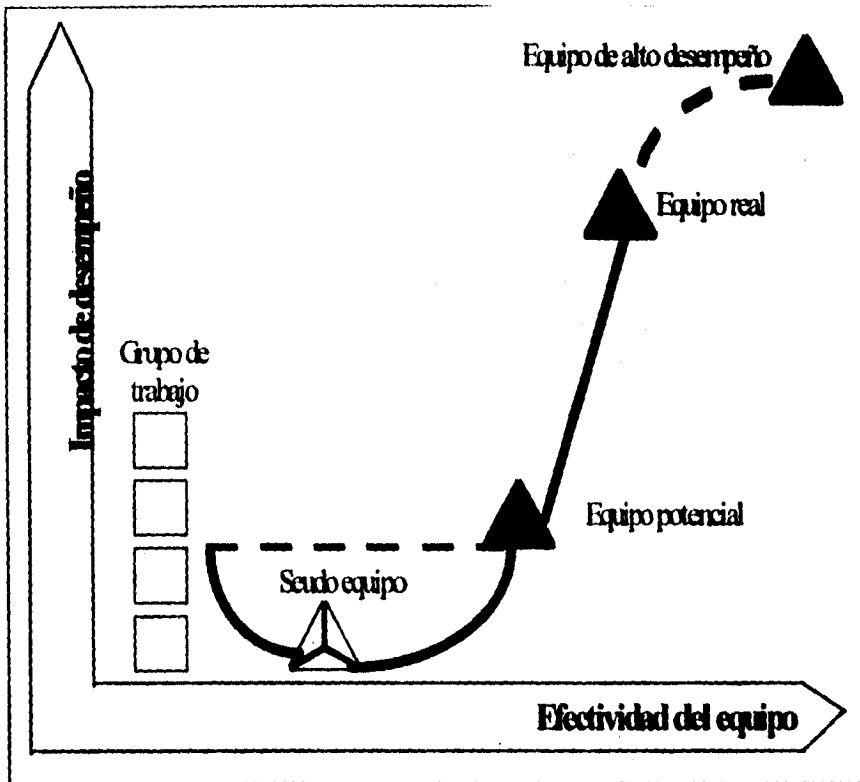 Equipo de alto desempeño
Equipo real
Impacto de desempeño
Grupo de
trabajo
Equipo potencial
Seudo equipo
Efectividad del equipo